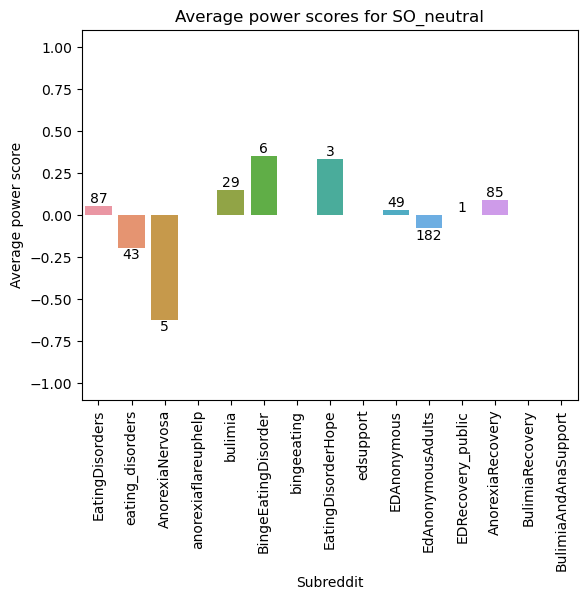 Average power scores for SO_neutral
1.00
0.75
0.50
0.25
0.00
−0.25
−0.50
−0.75
−1.00
Average power score
87
43
5
29
6
3
49
182
1
85
EatingDisorders
eating_disorders
AnorexiaNervosa
anorexiaflareuphelp
bulimia
BingeEatingDisorder
bingeeating
EatingDisorderHope
edsupport
EDAnonymous
EdAnonymousAdults
EDRecovery_public
AnorexiaRecovery
BulimiaRecovery
BulimiaAndAnaSupport
Subreddit